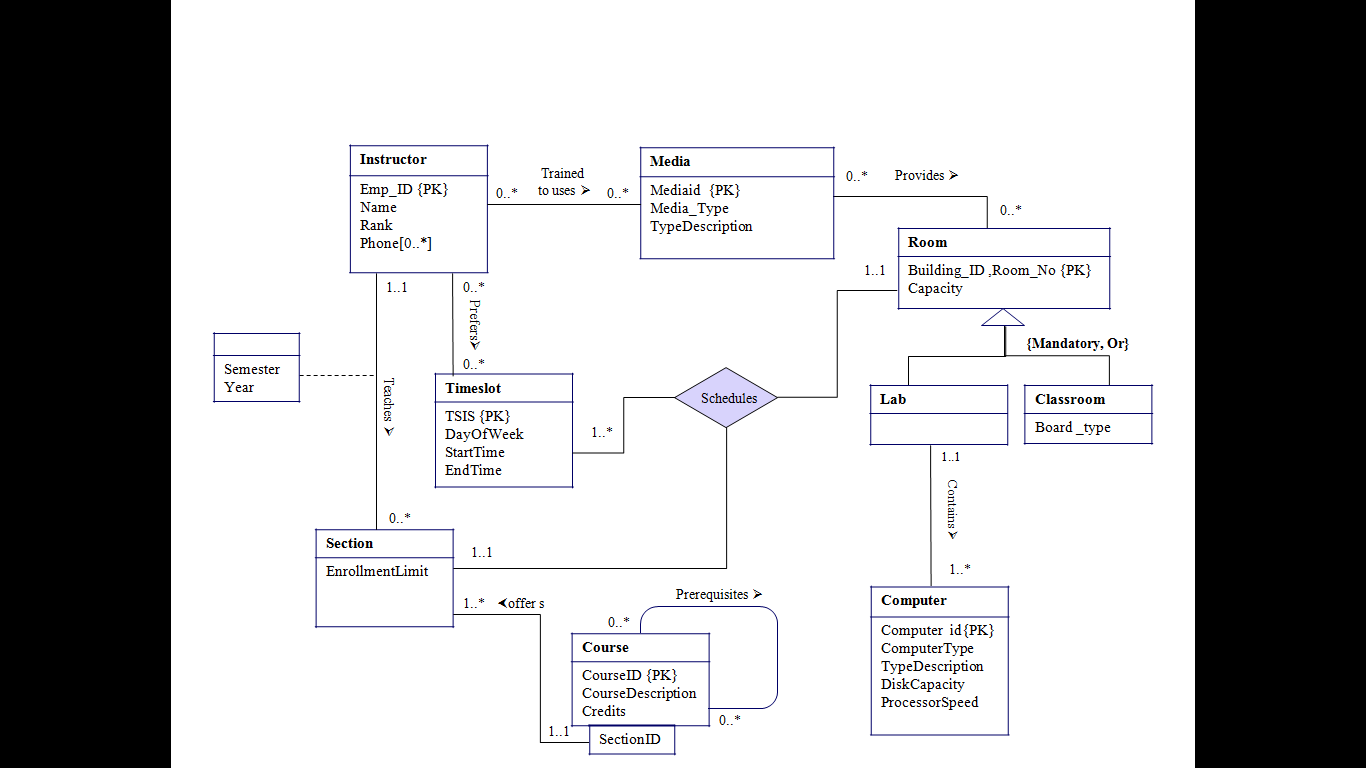 Instructor
Emp_ID {PK}
Name
Rank
Phone[0..*]
0..*
Trained
to uses ➢
0..*
Media
Mediaid {PK}
Media_Type
TypeDescription
0..*
Provides ➢
0..*
Room
Building_ID ,Room_No {PK}
Capacity
1..1
1..1
0..*
Prefers➢
0..*
{Mandatory, Or}
Semester
Year
Teaches ➢
Timeslot
TSIS {PK}
DayOfWeek
StartTime
EndTime
1..*
Schedules
Lab
Classroom
Board _type
1..1
Contains ➢
1..*
0..*
Section
EnrollmentLimit
1..1
1..*
⮜offer s
Prerequisites ➢
0..*
Course
CourseID {PK}
CourseDescription
Credits
0..*
1..1
SectionID
Computer
Computer id{PK}
ComputerType
TypeDescription
DiskCapacity
ProcessorSpeed